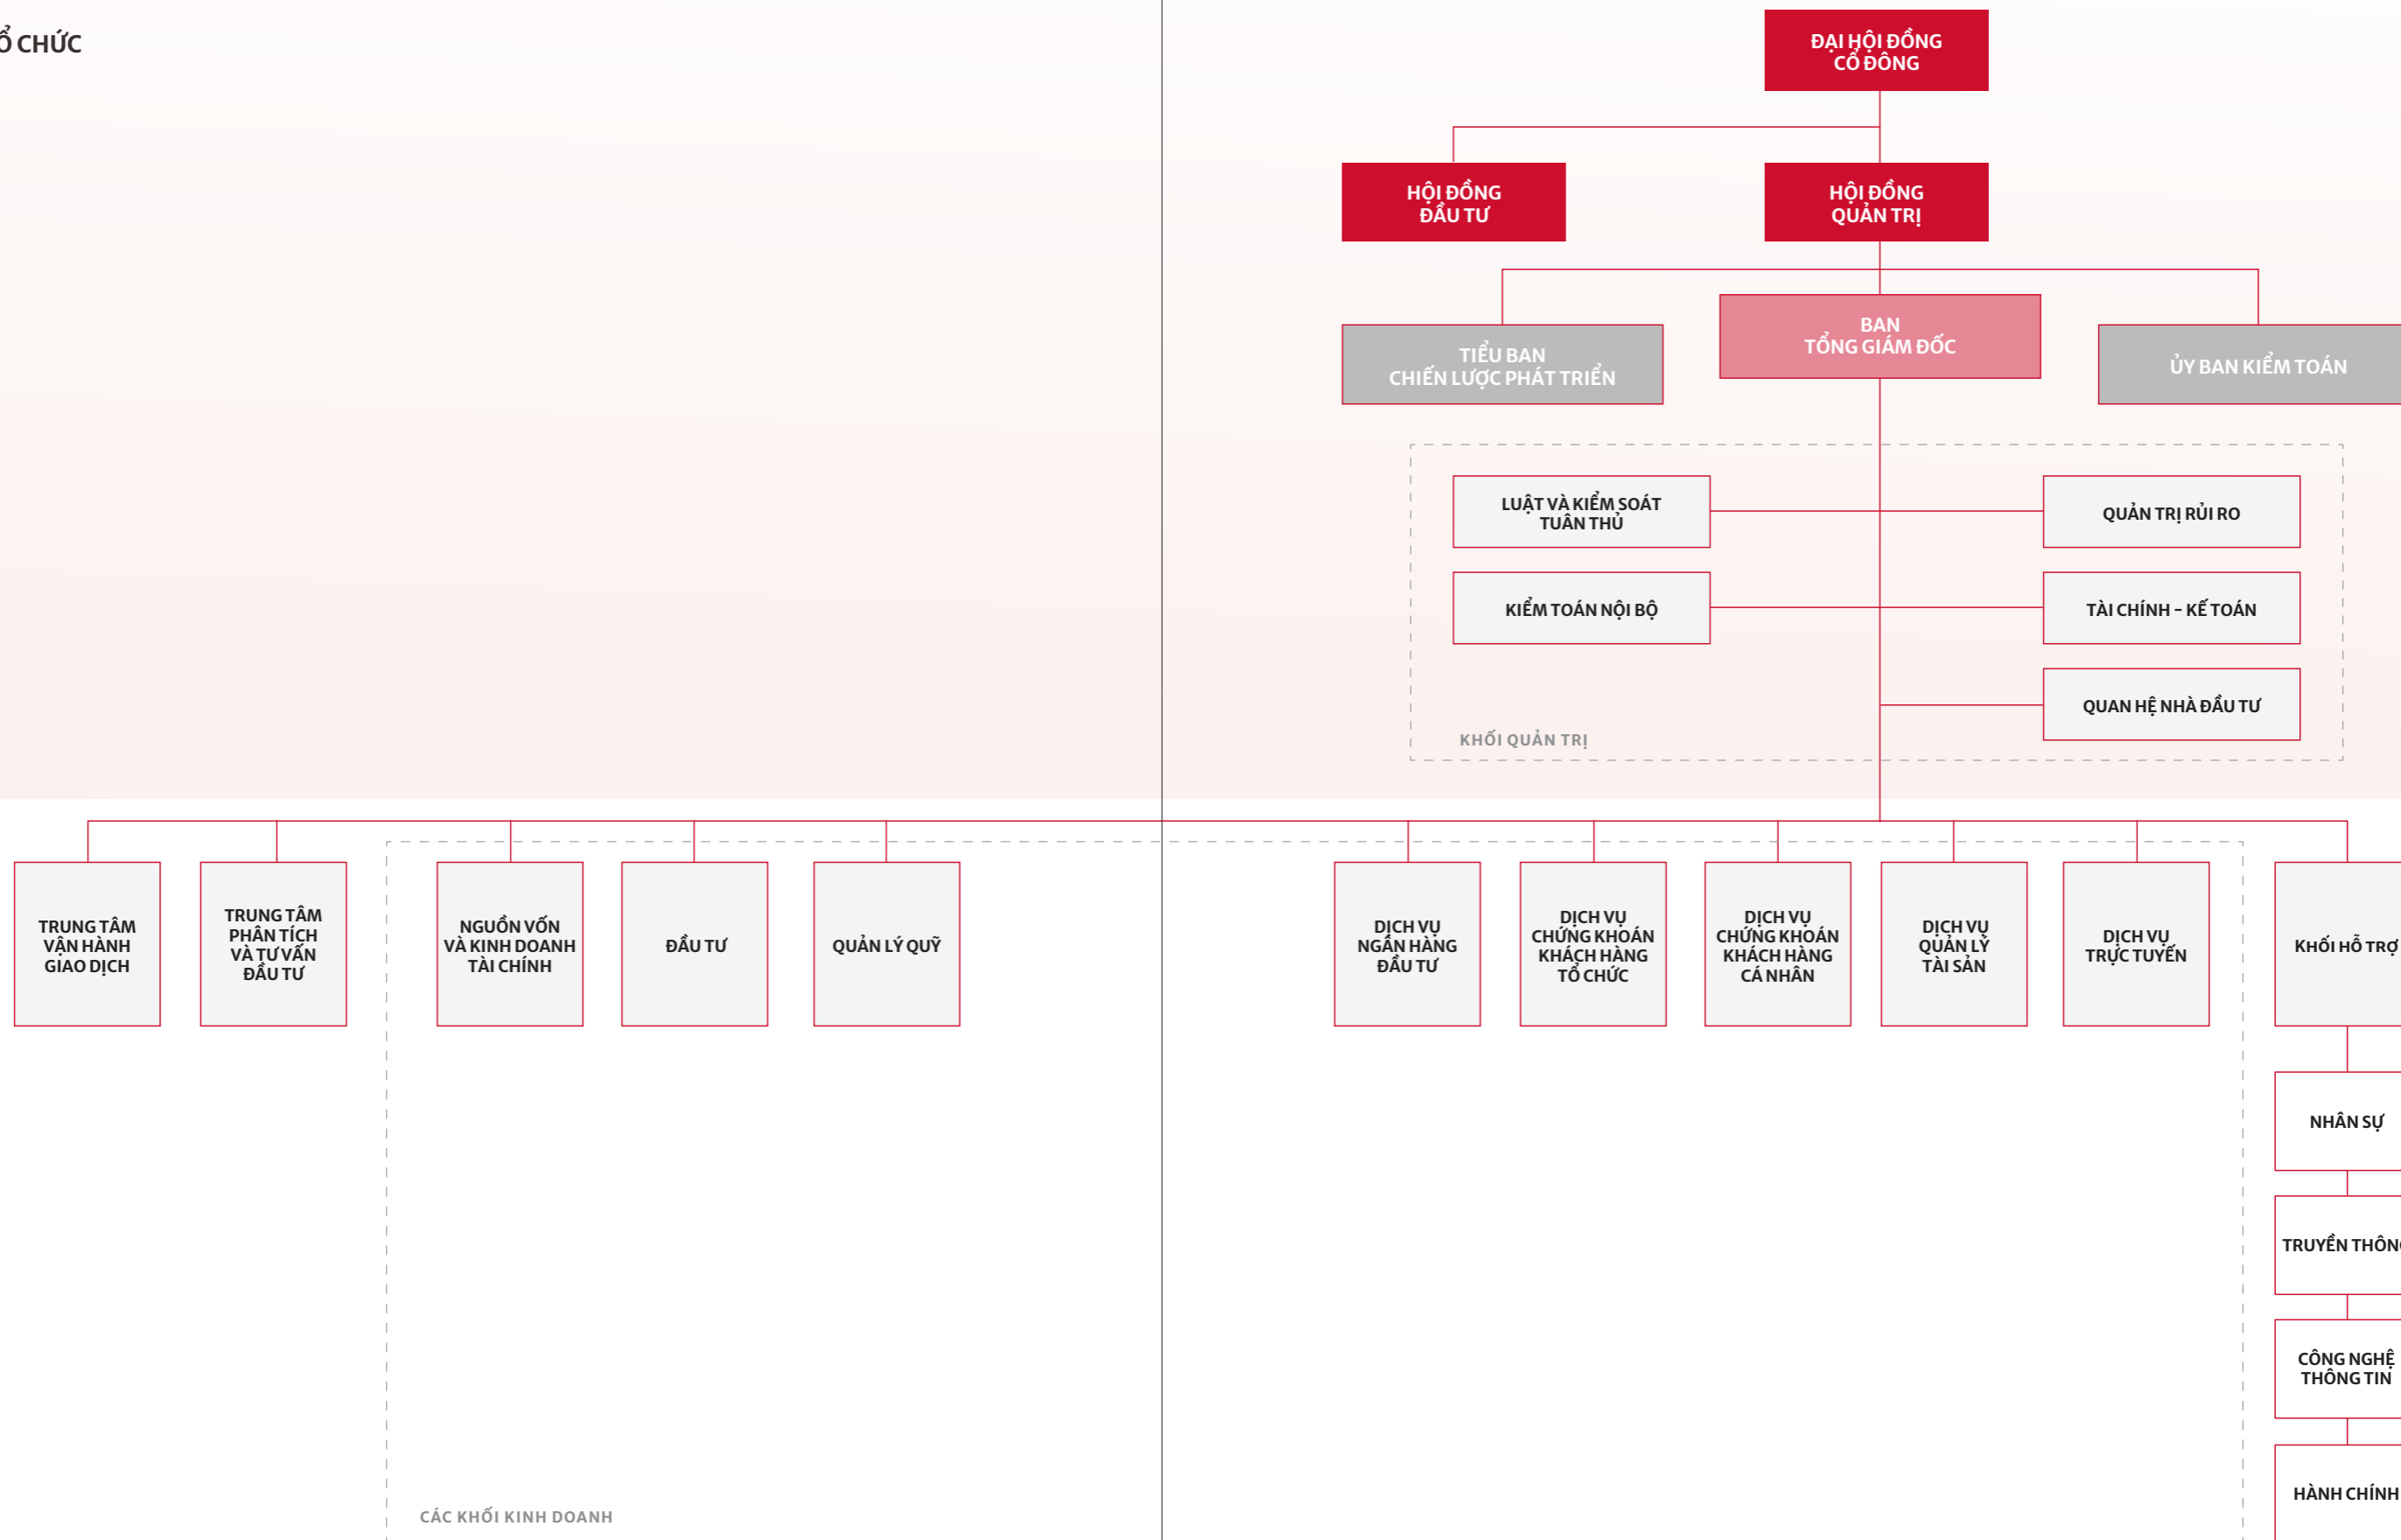 Ổ CHỨC
ĐẠI HỘI ĐỒNG
CỔ ĐÔNG
HỘI ĐỒNG
ĐẦU TƯ
HỘI ĐỒNG
QUẢN TRỊ
TIỂU BAN
CHIẾN LƯỢC PHÁT TRIỂN
BAN
TỔNG GIÁM ĐỐC
ỦY BAN KIỂM TOÁN
LUẬT VÀ KIỂM SOÁT
TUÂN THỦ
QUẢN TRỊ RỦI RO
KIỂM TOÁN NỘI BỘ
TÀI CHÍNH - KẾ TOÁN
QUAN HỆ NHÀ ĐẦU TƯ
KHỐI QUẢN TRỊ
TRUNG TÂM
VẬN HÀNH
GIAO DỊCH
TRUNG TÂM
PHÂN TÍCH
VÀ TƯ VẤN
ĐẦU TƯ
NGUỒN VỐN
VÀ KINH DOANH
TÀI CHÍNH
ĐẦU TƯ
QUẢN LÝ QUỸ
DỊCH VỤ
NGÂN HÀNG
ĐẦU TƯ
DỊCH VỤ
CHỨNG KHOÁN
KHÁCH HÀNG
TỔ CHỨC
DỊCH VỤ
CHỨNG KHOÁN
KHÁCH HÀNG
CÁ NHÂN
DỊCH VỤ
QUẢN LÝ
TÀI SẢN
DỊCH VỤ
TRỰC TUYẾN
KHỐI HỖ TRỢ
NHÂN SỰ
TRUYỀN THÔNG
CÔNG NGHỆ
THÔNG TIN
HÀNH CHÍNH
CÁC KHỐI KINH DOANH